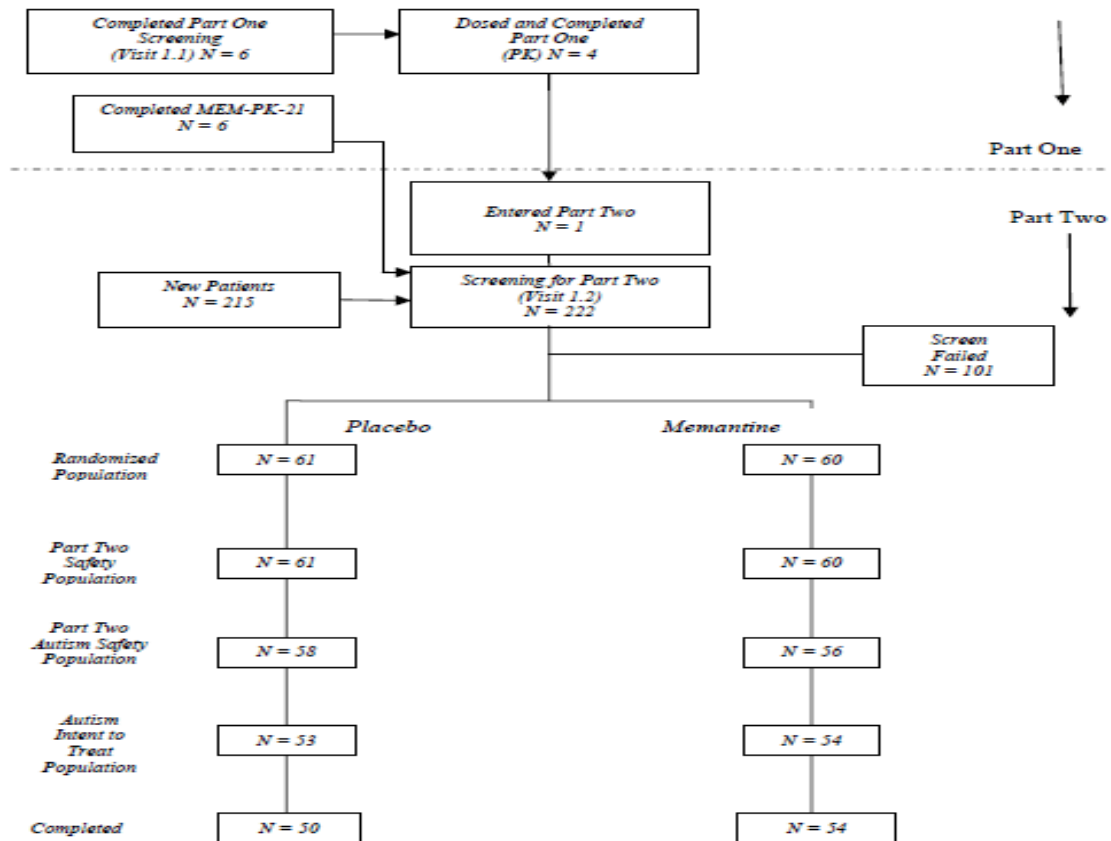 Completed Part One
Screening
(Visit 1.1) N = 6
Dosed and Completed
Part One
(PK) N = 4
Completed MEM-PK-21
N = 6
Part One
Entered Part Two
N = 1
Part Two
New Patients
N = 215
Screening for Part Two
(Visit 1.2)
N = 222
Screen
Failed
N = 101
Placebo
Memantine
Randomized
Population
N = 61
N = 60
Part Two
Safety
Population
N = 61
N = 60
Part Two
Autism Safety
Population
N = 58
N = 56
Autism
Intent to
Treat
Population
N = 53
N = 54
Completed
N = 50
N = 54